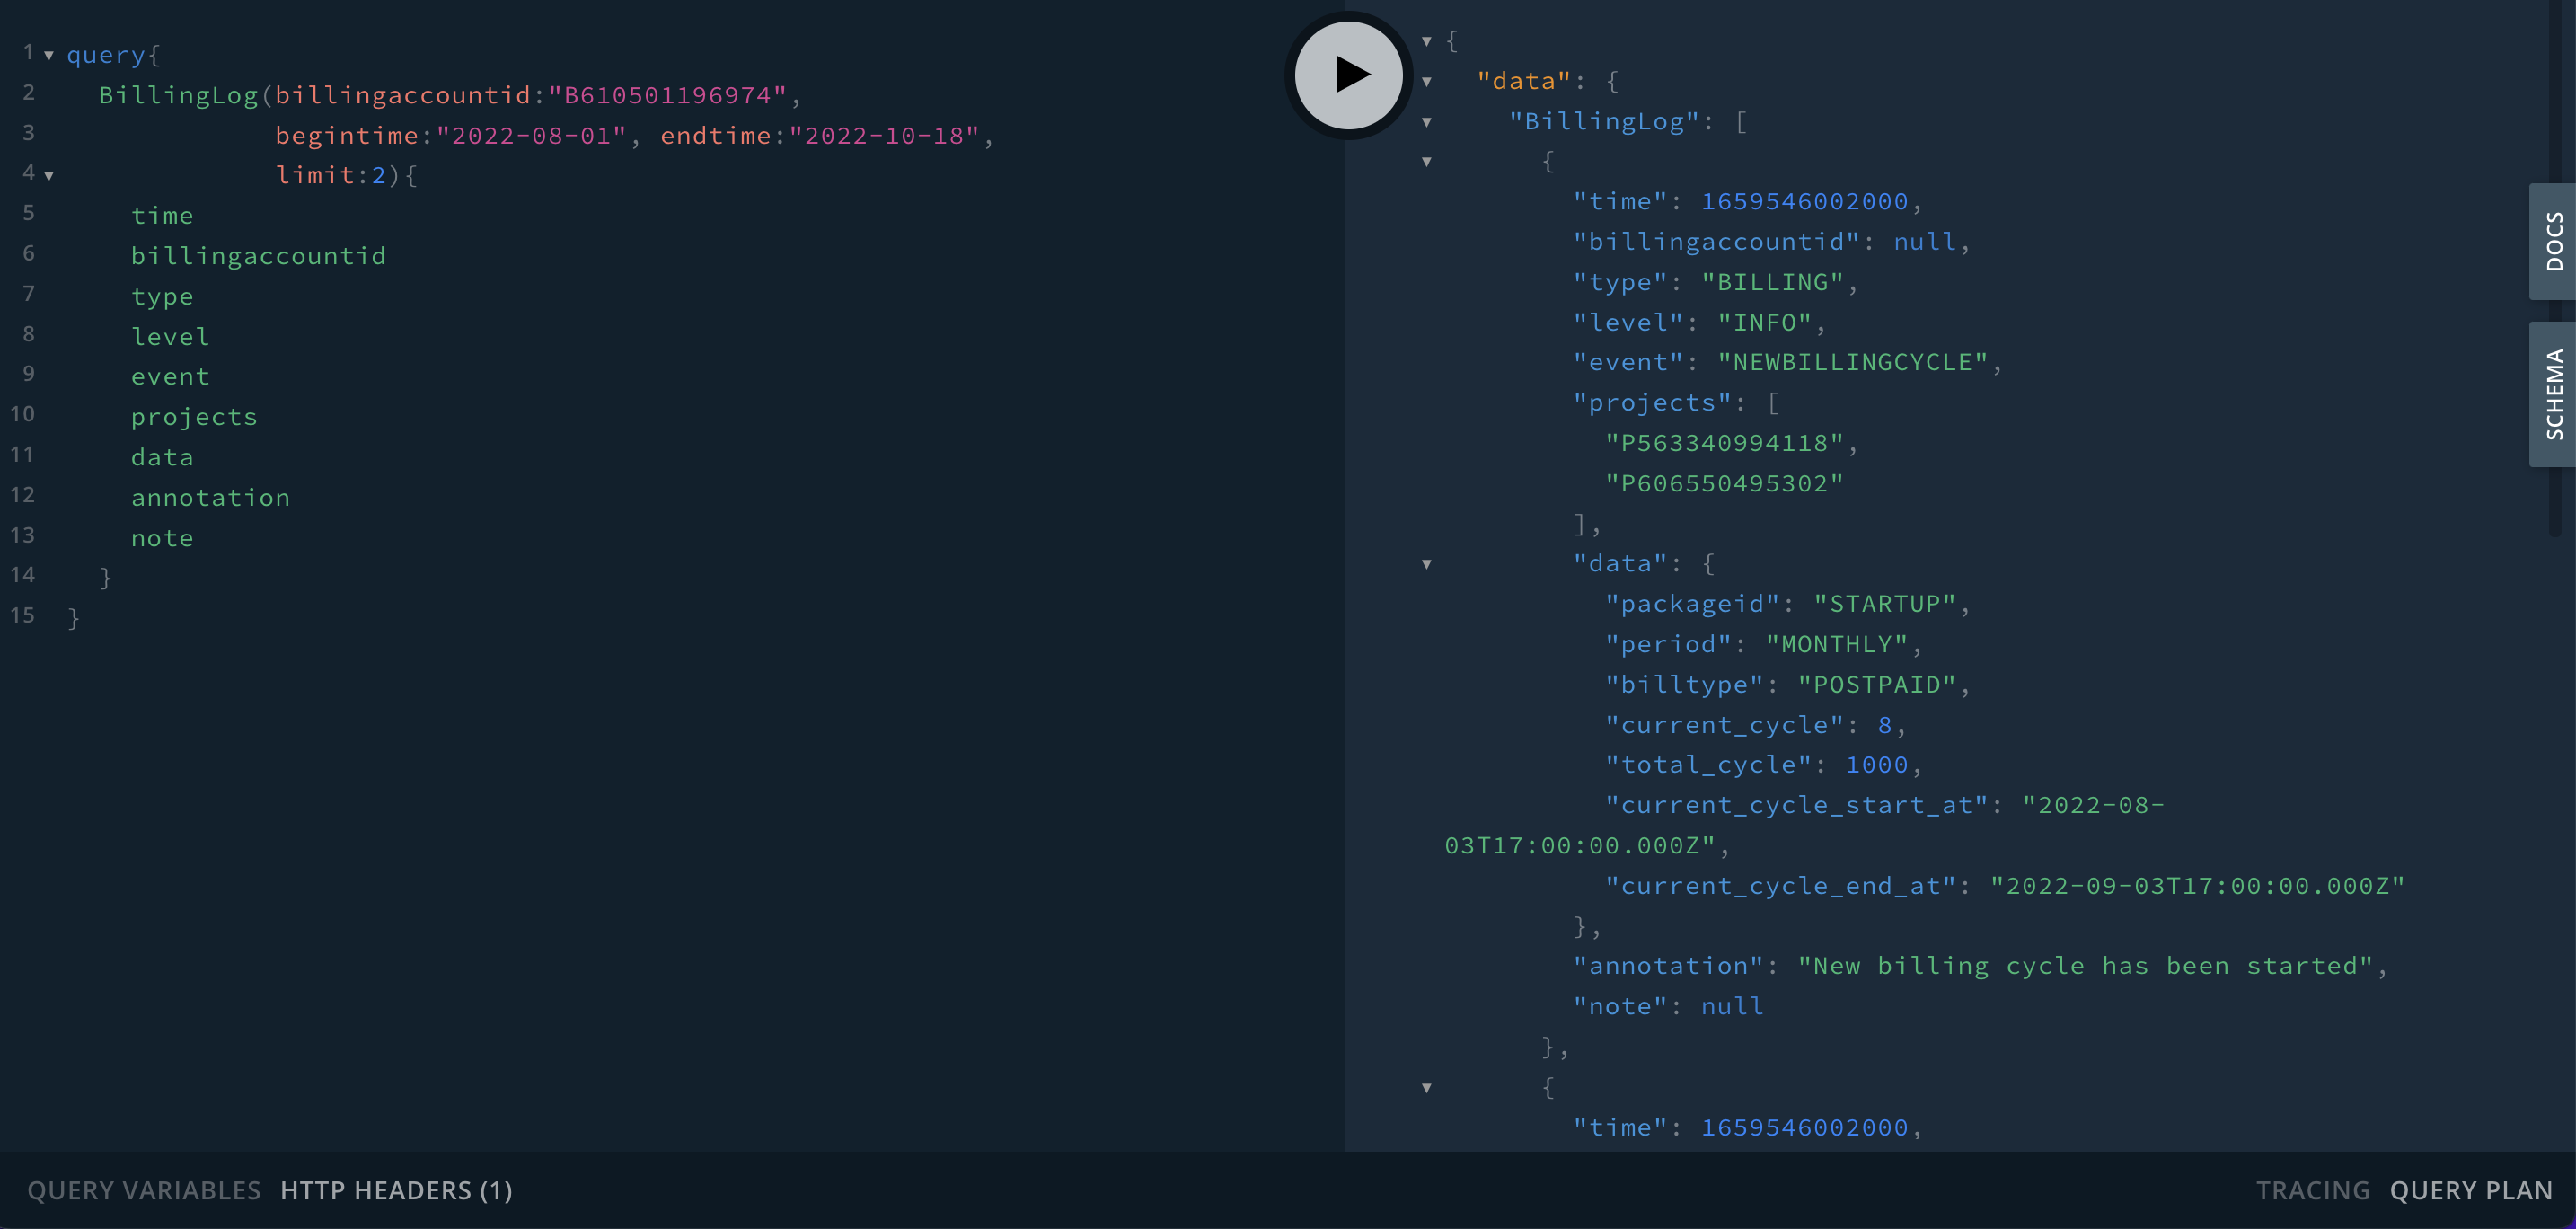 1 query{
2 BillingLog(billingaccountid:"B610501196974",
3 begintime:"2022-08-01", endtime:"2022-10-18",
4 limit:2){
5 time
6 billingaccountid
7 type
8 level
9 event
10 projects
11 data
12 annotation
13 note
14 }
15 }
{
"data": {
"BillingLog": [
{
"time": 1659546002000,
"billingaccountid": null,
"type": "BILLING",
"level": "INFO",
"event": "NEWBILLINGCYCLE",
"projects": [
"P563340994118",
"P606550495302"
],
"data": {
"packageid": "STARTUP",
"period": "MONTHLY",
"billtype": "POSTPAID",
"current_cycle": 8,
"total_cycle": 1000,
"current_cycle_start_at": "2022-08-
03T17:00:00.000Z",
"current_cycle_end_at": "2022-09-03T17:00:00.000Z"
},
"annotation": "New billing cycle has been started",
"note": null
},
{
"time": 1659546002000,
DOCS
SCHEMA
QUERY VARIABLES HTTP HEADERS (1)
TRACING QUERY PLAN